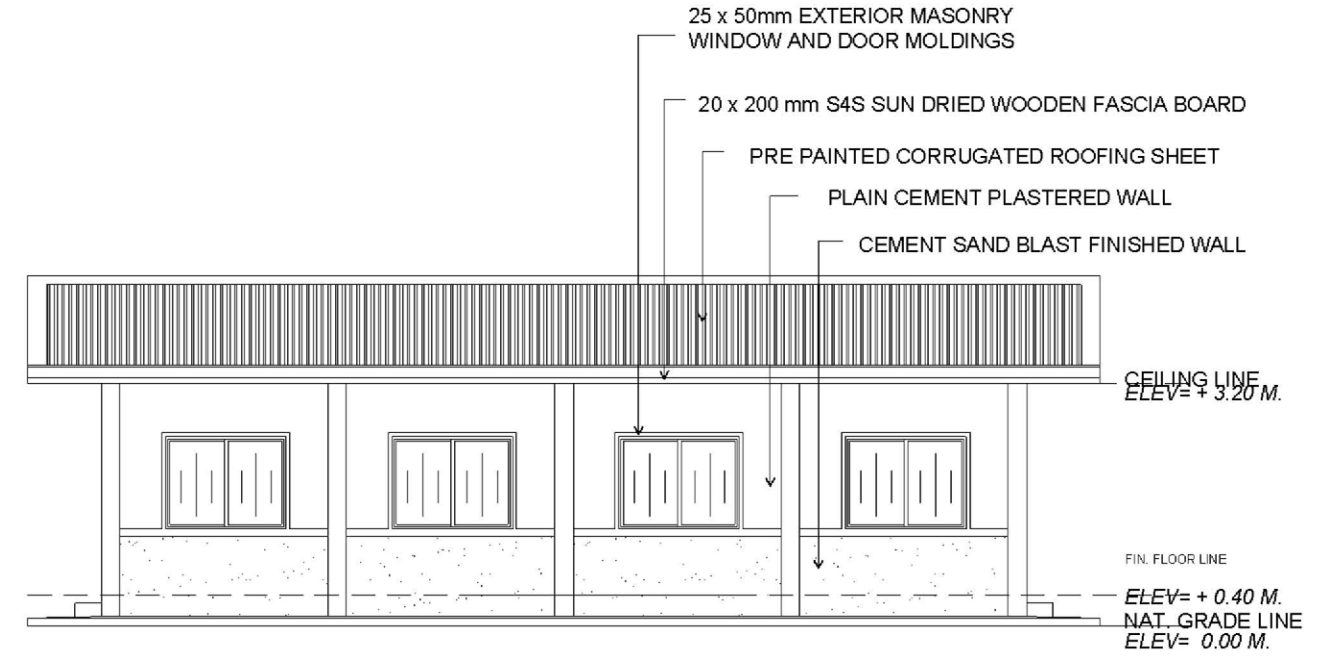 25 x 50mm EXTERIOR MASONRY
WINDOW AND DOOR MOLDINGS
20 x 200 mm S4S SUN DRIED WOODEN FASCIA BOARD
PRE PAINTED CORRUGATED ROOFING SHEET
PLAIN CEMENT PLASTERED WALL
CEMENT SAND BLAST FINISHED WALL
CEILING LINE
ELEV= + 3.20 M.
FIN. FLOOR LINE
ELEV= + 0.40 M.
NAT. GRADE LINE
ELEV= 0.00 M.